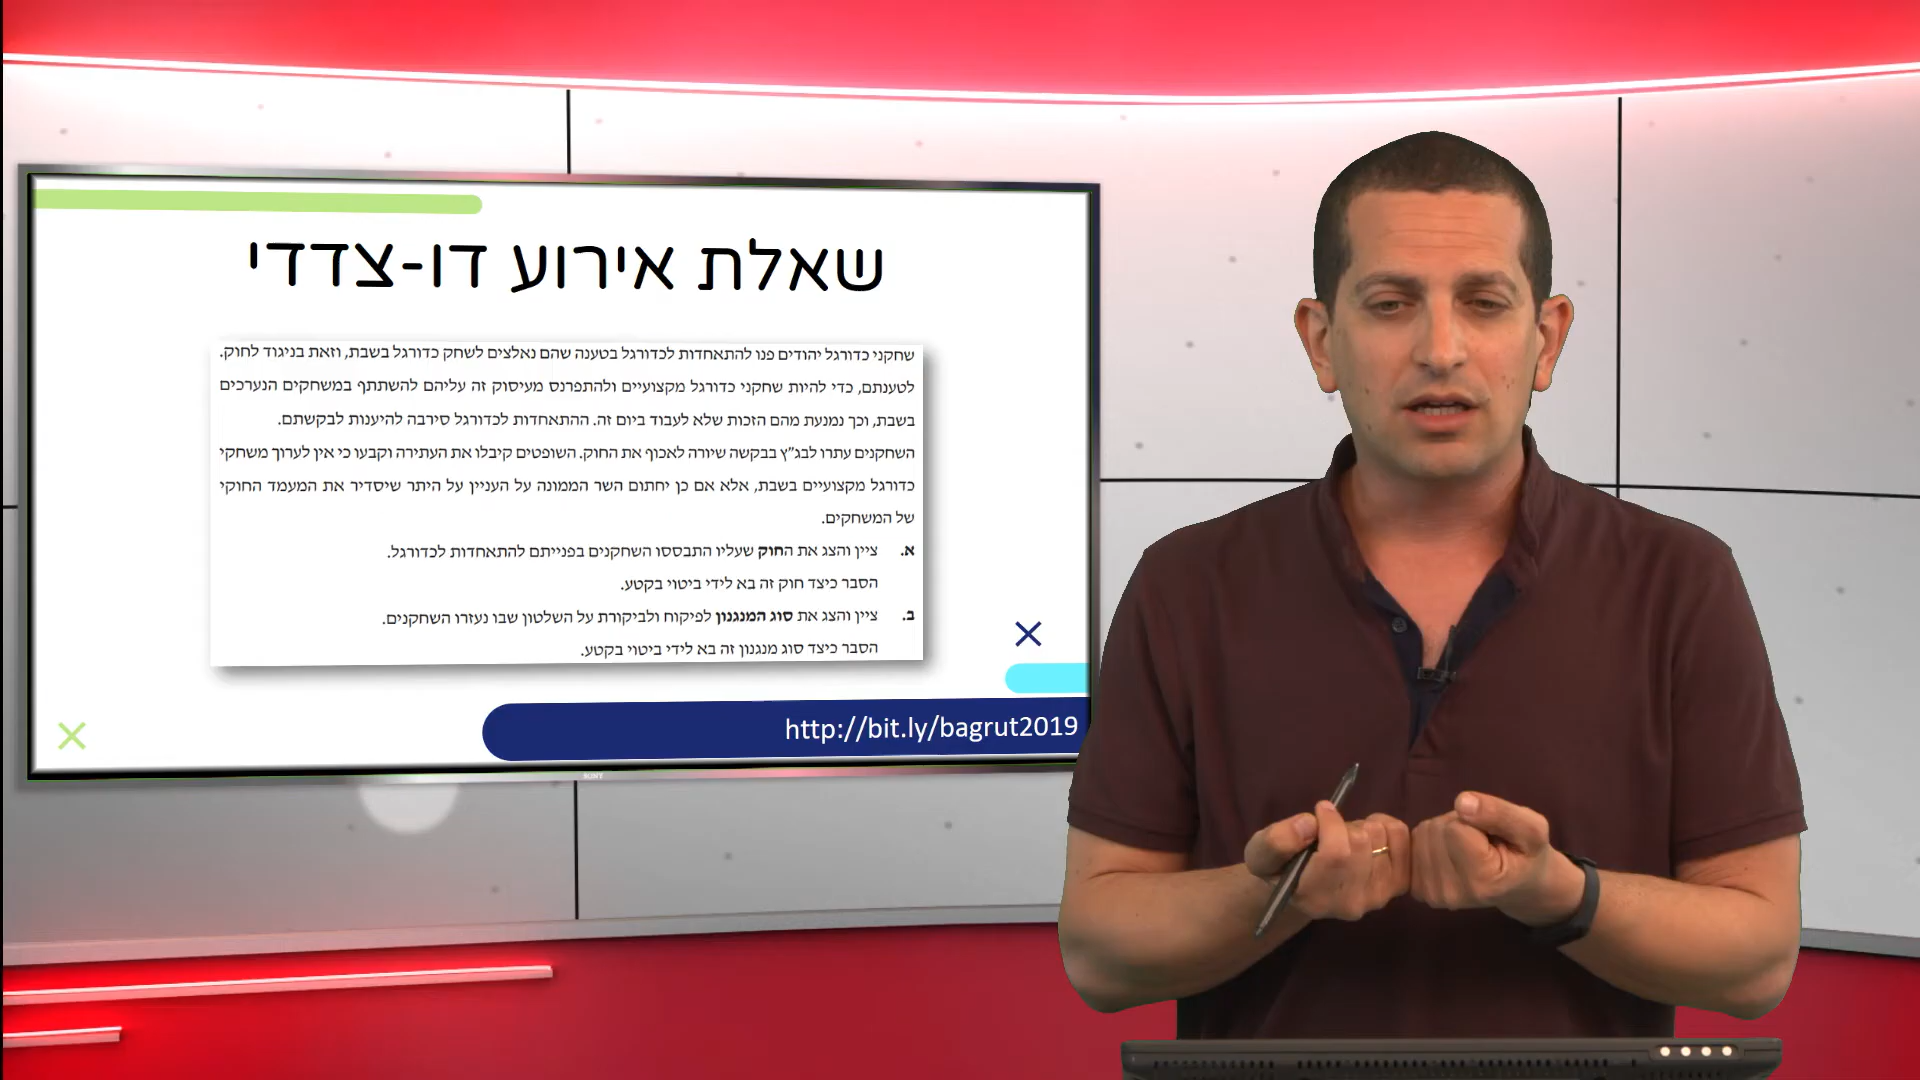 שאלת אירוע דו-צדדי
שחקני כדורגל יהודים פנו להתאחדות לכדורגל בטענה שהם נאלצים לשחק כדורגל בשבת, וזאת בניגוד לחוק.
לטענתם, כדי להיות שחקני כדורגל מקצועיים ולהתפרנס מעיסוק זה עליהם להשתתף במשחקים הנערכים
בשבת, וכך נמנעת מהם הזכות שלא לעבוד ביום זה. ההתאחדות לכדורגל סירבה להיענות לבקשתם.
השחקנים עתרו לבג"ץ בבקשה שיורה לאכוף את החוק. השופטים קיבלו את העתירה וקבעו כי אין לערוך משחקי
כדורגל מקצועיים בשבת, אלא אם כן יחתום השר הממונה על העניין על היתר שיסדיר את המעמד החוקי
של המשחקים.
א. ציין והצג את החוק שעליו התבססו השחקנים בפנייתם להתאחדות לכדורגל.
הסבר כיצד חוק זה בא לידי ביטוי בקטע.
ב. ציין והצג את סוג המנגנון לפיקוח ולביקורת על השלטון שבו נעזרו השחקנים.
הסבר כיצד סוג מנגנון זה בא לידי ביטוי בקטע.
http://bit.ly/bagrut2019